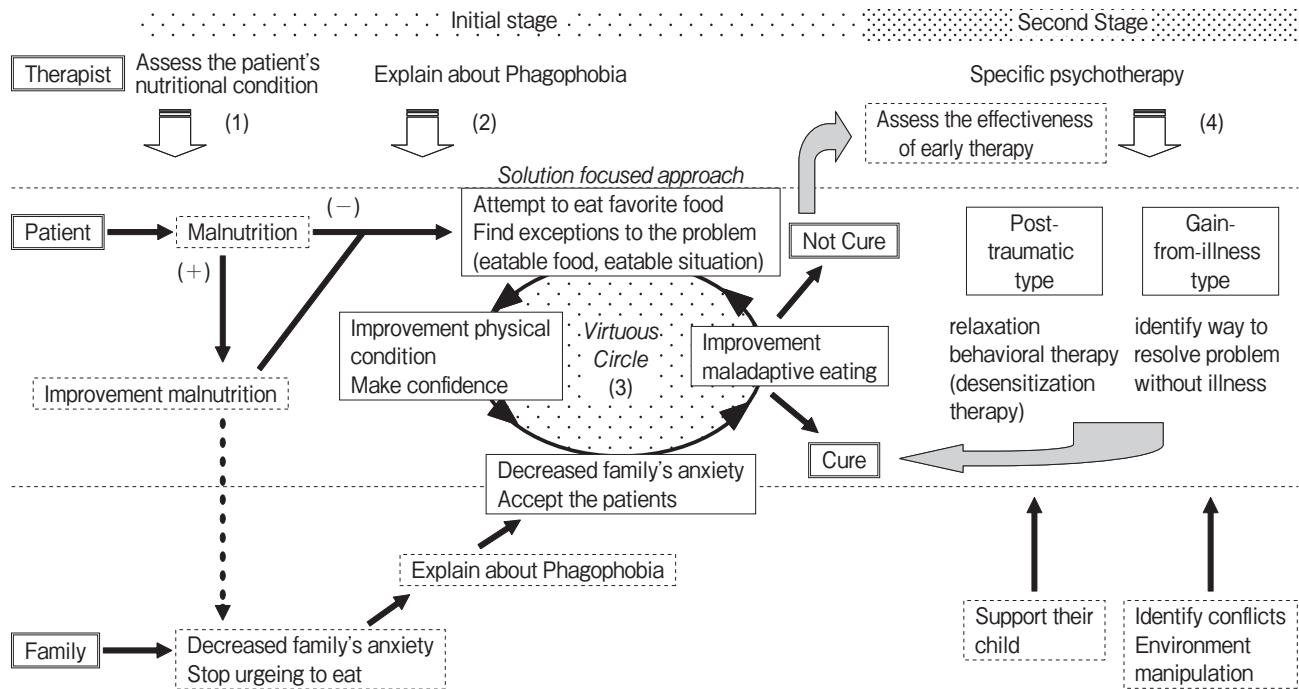 Initial stage
Second Stage
Therapist
Assess the patient's
nutritional condition
Explain about Phagophobia
Specific psychotherapy
(1)
(2)
Assess the effectiveness
of early therapy
(4)
Solution focused approach
Patient
Malnutrition
(−)
(+)
Attempt to eat favorite food
Find exceptions to the problem
(eatable food, eatable situation)
Not Cure
Post-
traumatic
type
Gain-
from-illness
type
Improvement physical
condition
Make confidence
Virtuous
Circle
(3)
Improvement
maladaptive eating
relaxation
behavioral therapy
(desensitization
therapy)
identify way to
resolve problem
without illness
Improvement malnutrition
Cure
Decreased family's anxiety
Accept the patients
Explain about Phagophobia
Family
Decreased family's anxiety
Stop urgeing to eat
Support their
child
Identify conflicts
Environment
manipulation